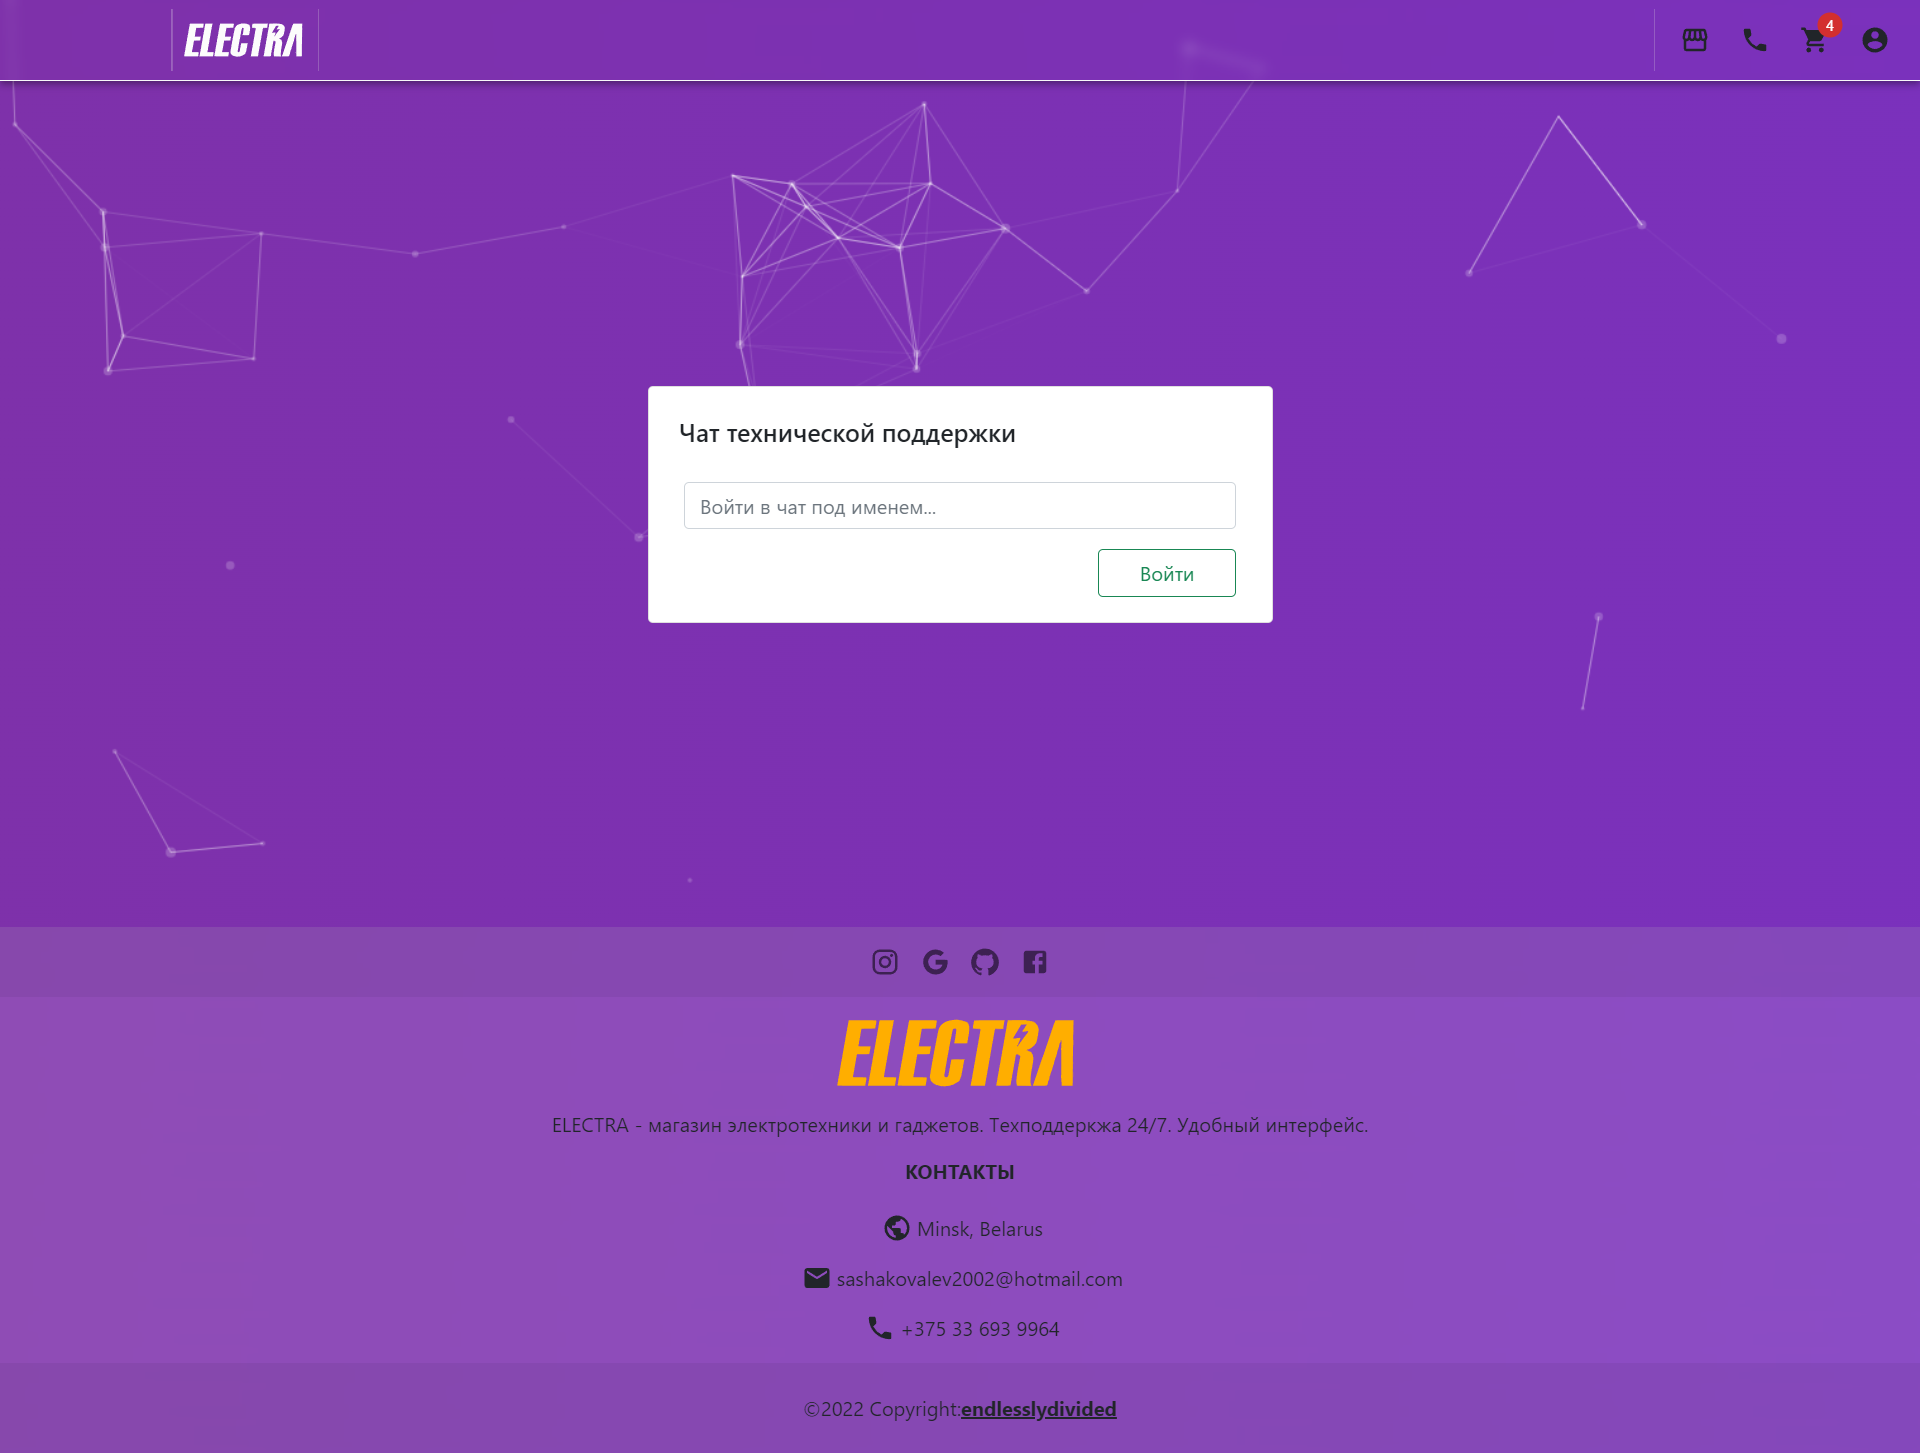 ELECTRA
4
Чат технической поддержки
Войти в чат под именем...
Войти
ELECTRA
ELECTRA - магазин электротехники и гаджетов. Техподдеркжа 24/7. Удобный интерфейс.
КОНТАКТЫ
Minsk, Belarus
sashakovalev2002@hotmail.com
+375 33 693 9964
©2022 Copyright:endlesslydivided